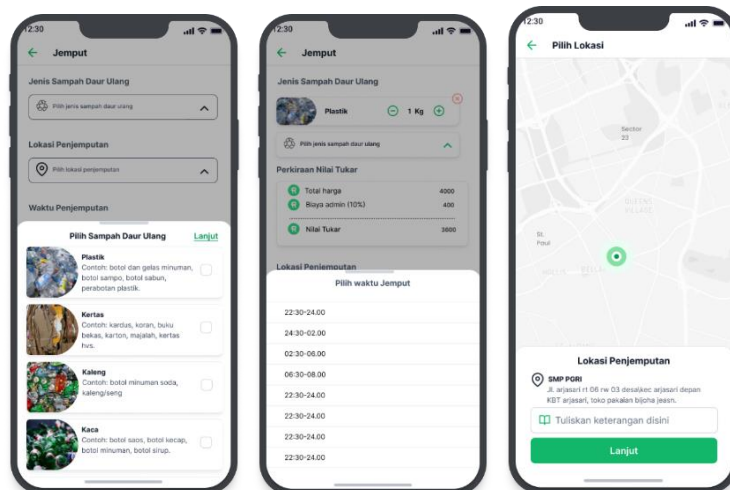 12:30
Jemput
Jenis Sampah Daur Ulang
Pilih jenis sampah daur ulang
Lokasi Penjemputan
Pilih lokasi penjemputan
Waktu Penjemputan
Pilih Sampah Daur Ulang
Lanjut
Plastik
Contoh: botol dan gelas minuman,
botol sampo, botol sabun,
perabotan plastik.
Kertas
Contoh: kardus, koran, buku
bekas, karton, majalah, kertas
hvs.
Kaleng
Contoh: botol minuman soda,
kaleng/seng
Kaca
Contoh: botol saos, botol kecap,
botol minuman, botol sirup.
12:30
Jemput
Jenis Sampah Daur Ulang
Plastik
1 Kg
Pilih jenis sampah daur ulang
Perkiraan Nilai Tukar
Total harga 4000
Biaya admin (10%) 400
Nilai Tukar 3600
Lokasi Penjemputan
Pilih waktu Jemput
22:30-24.00
24:30-02.00
02:30-06.00
06:30-08.00
22:30-24.00
22:30-24.00
22:30-24.00
22:30-24.00
12:30
Pilih Lokasi
Sector
22
QUEENS
VILLAGE
St.
Paul
Lokasi Penjemputan
SMP PGRI
Jl. arjasari rt 06 rw 03 desa/kec arjasari depan
KBT arjasari, toko pakaian bijoha
Tuliskan keterangan disini
Lanjut